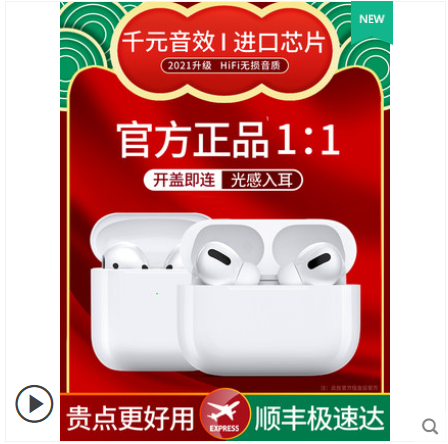 NEW
千元音效 | 进口芯片
2021升级 HiFi无损音质
官方正品 1:1
开盖即连 光感入耳
贵点更好用 EXPRESS 顺丰极速达